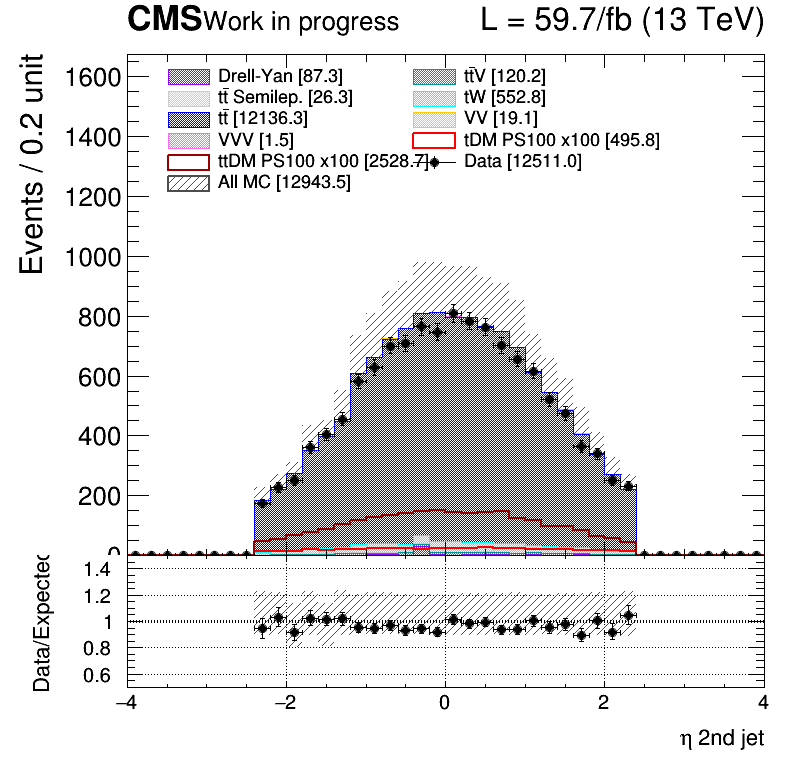 CMS Work in progress L = 59.7/fb (13 TeV)
Events / 0.2 unit
1600
1400
1200
1000
800
600
400
200
0
Drell-Yan [87.3] tt̄V [120.2]
tt̄ Semilep. [26.3] tW [552.8]
tt̄ [12136.3] VV [19.1]
VVV [1.5] tDM PS100 x100 [495.8]
ttDM PS100 x100 [2528.7] Data [12511.0]
All MC [12943.5]
Data/Expected
1.4
1.2
1
0.8
0.6
−4 −2 0 2 4
η 2nd jet